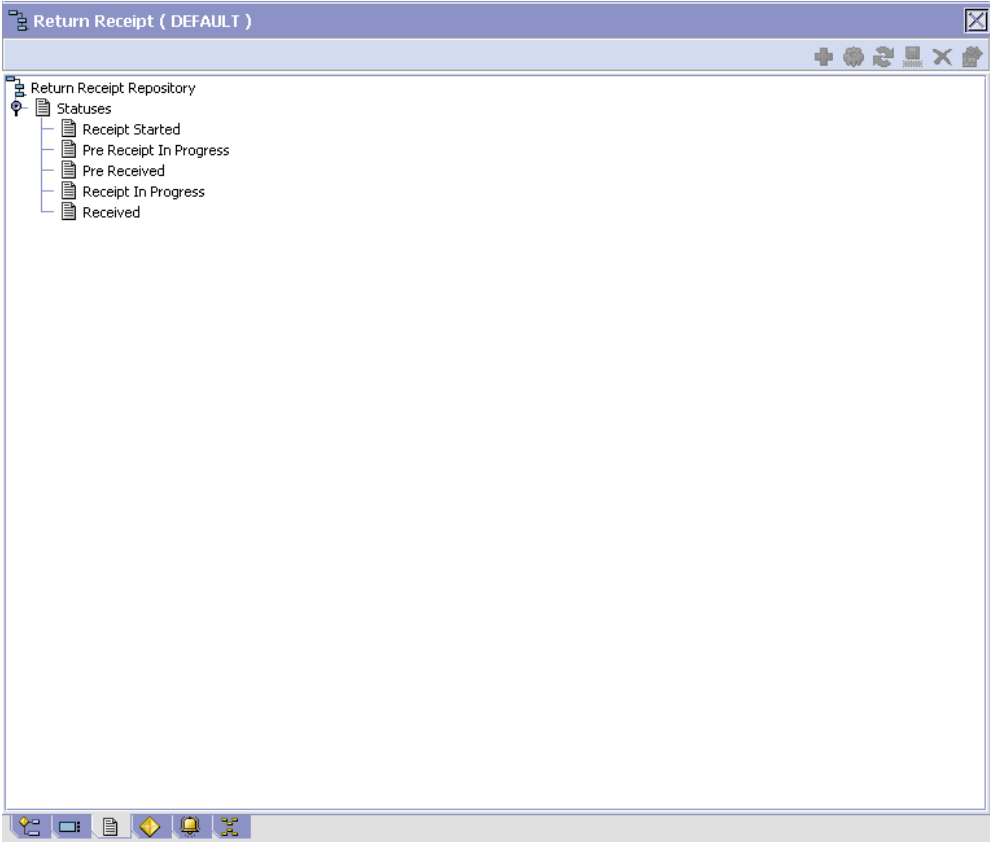 Return Receipt ( DEFAULT )
Return Receipt Repository
Statuses
Receipt Started
Pre Receipt In Progress
Pre Received
Receipt In Progress
Received